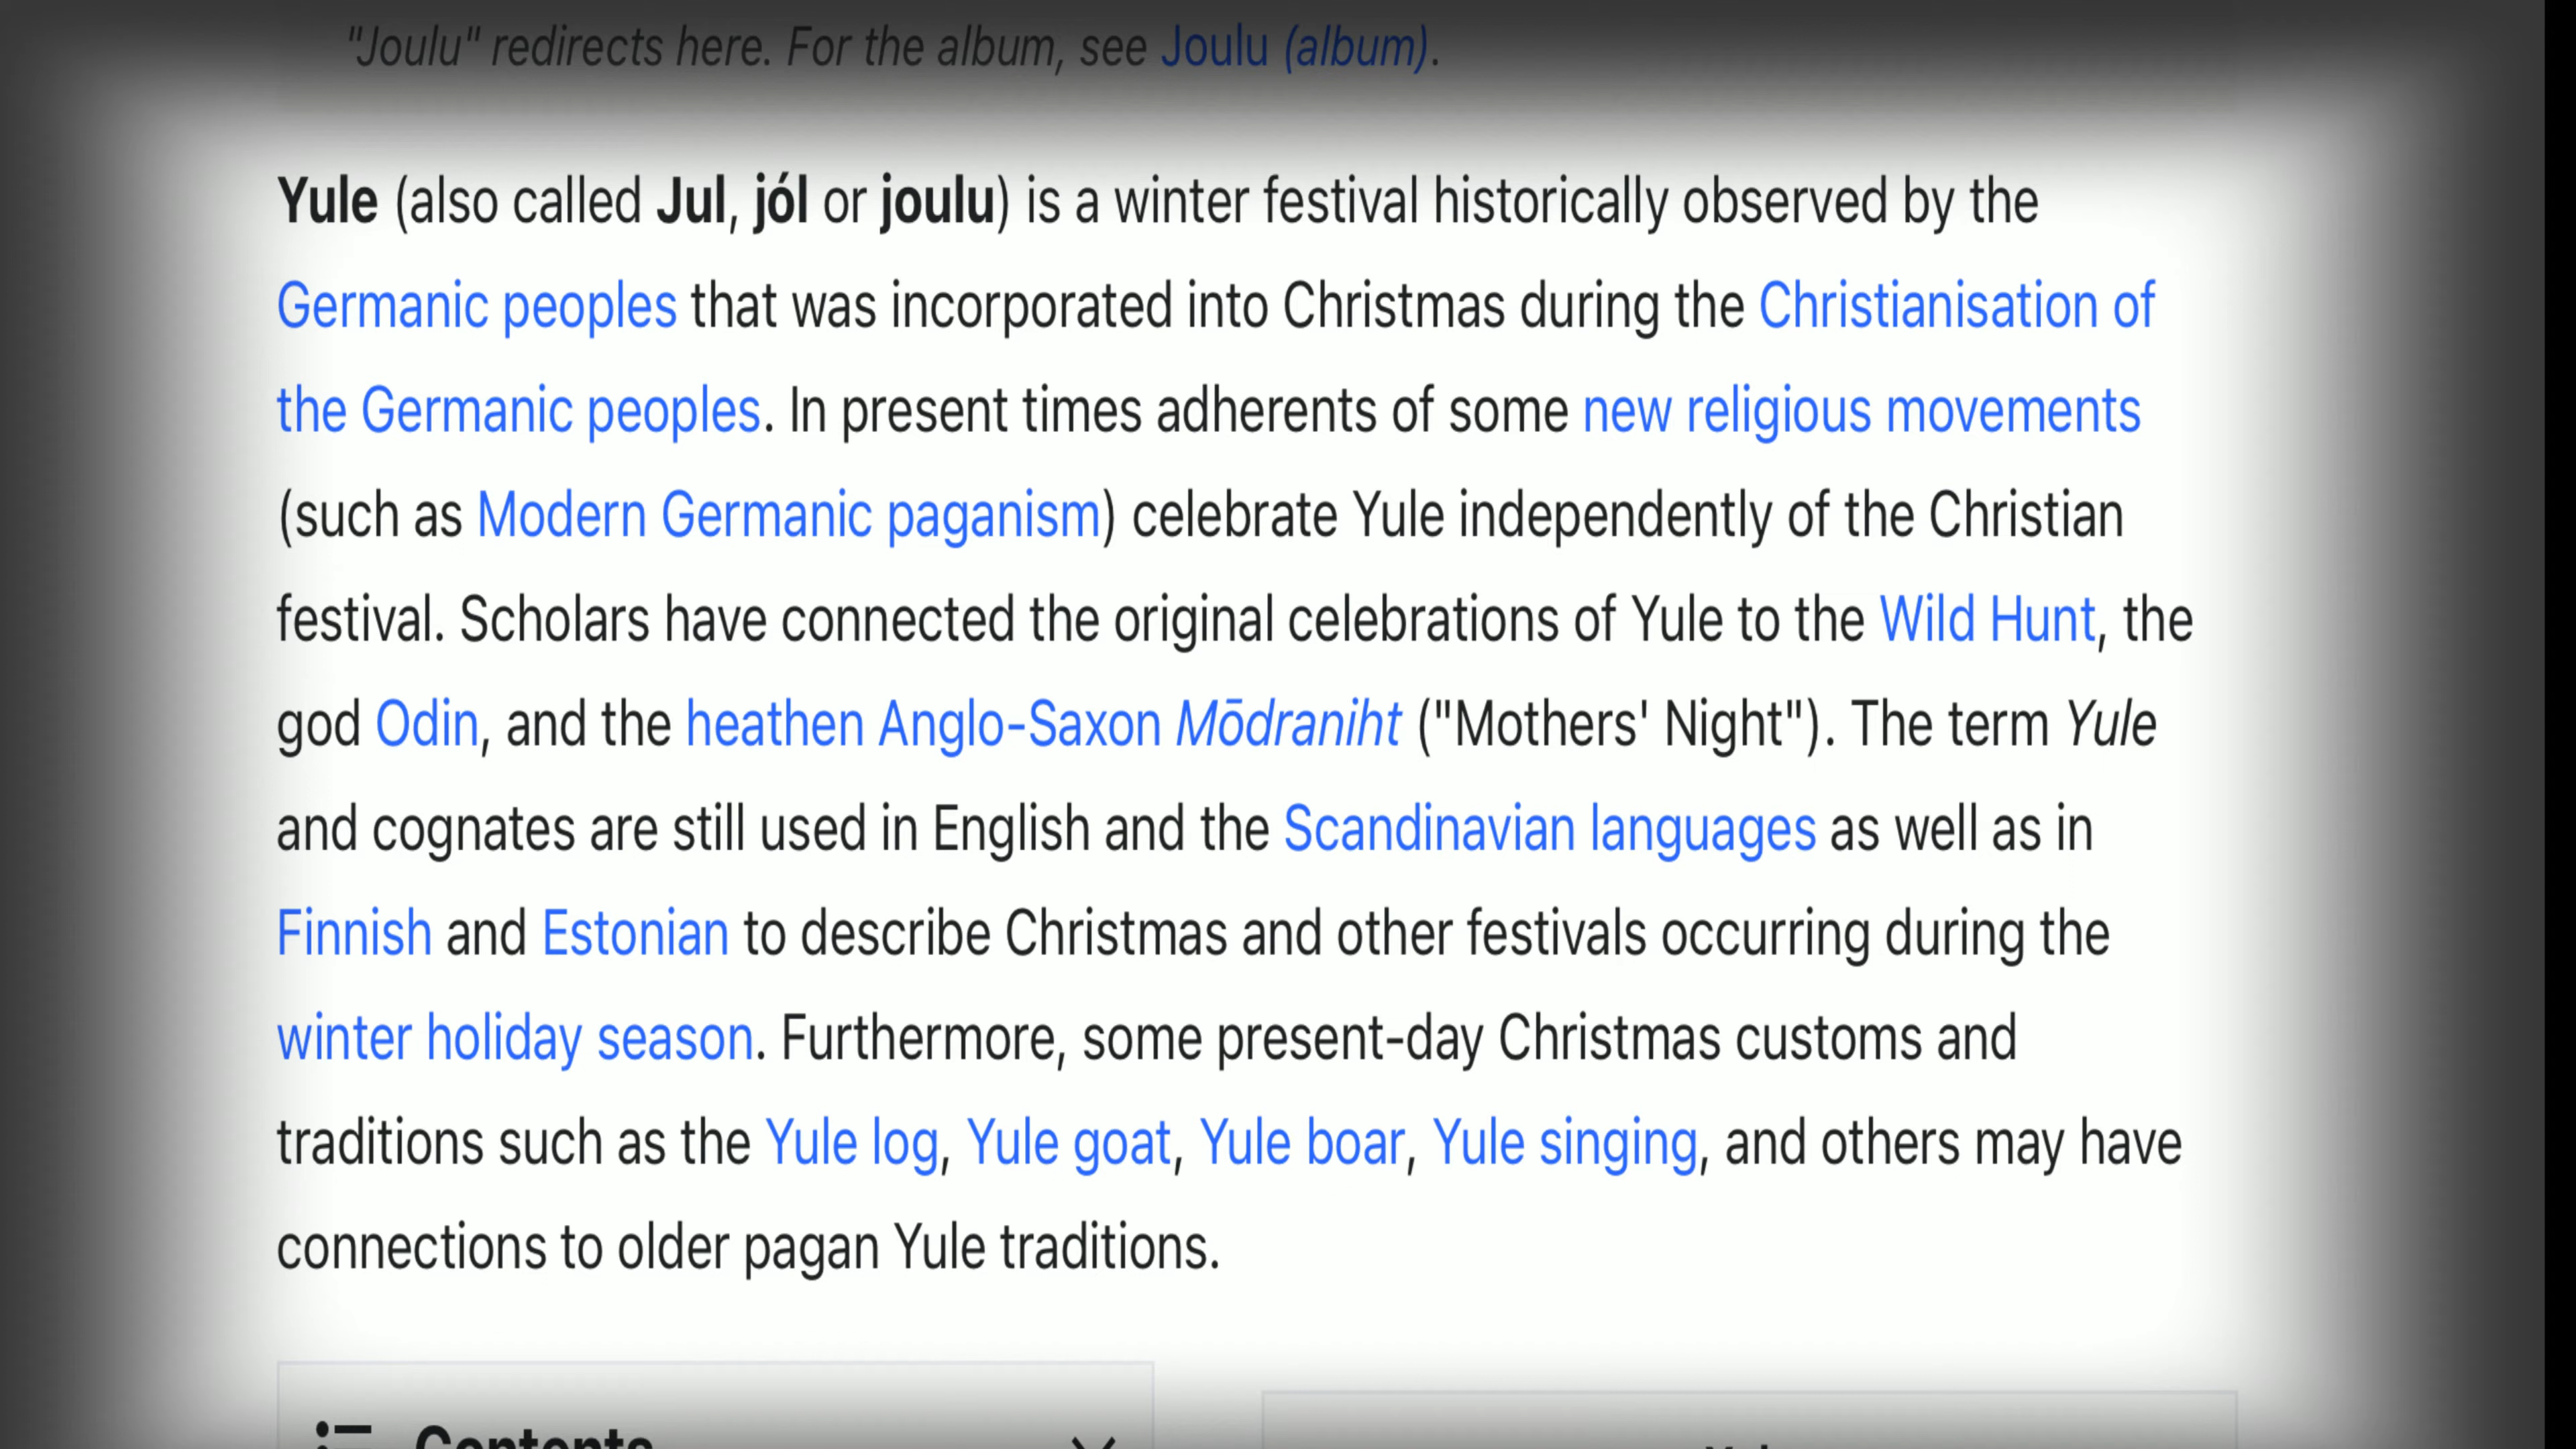 "Joulu" redirects here. For the album, see Joulu (album).
Yule (also called Jul, jól or joulu) is a winter festival historically observed by the
Germanic peoples that was incorporated into Christmas during the Christianisation of
the Germanic peoples. In present times adherents of some new religious movements
(such as Modern Germanic paganism) celebrate Yule independently of the Christian
festival. Scholars have connected the original celebrations of Yule to the Wild Hunt, the
god Odin, and the heathen Anglo-Saxon Mōdraniht ("Mothers' Night"). The term Yule
and cognates are still used in English and the Scandinavian languages as well as in
Finnish and Estonian to describe Christmas and other festivals occurring during the
winter holiday season. Furthermore, some present-day Christmas customs and
traditions such as the Yule log, Yule goat, Yule boar, Yule singing, and others may have
connections to older pagan Yule traditions.
Contents